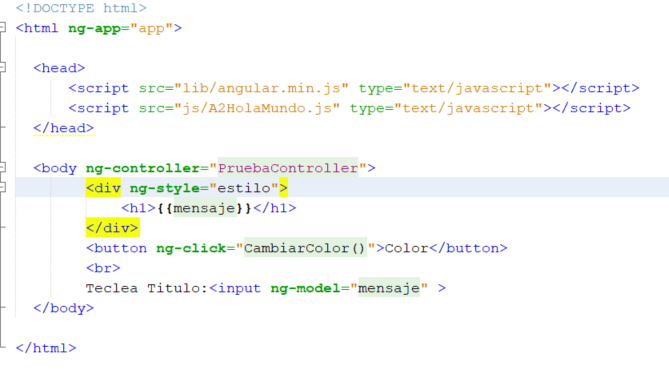 <!DOCTYPE html>
<html ng-app="app">
<head>
<script src="lib/angular.min.js" type="text/javascript"></script>
<script src="js/A2HolaMundo.js" type="text/javascript"></script>
</head>
<body ng-controller="PruebaController">
<div ng-style="estilo">
<h1>{{mensaje}}</h1>
</div>
<button ng-click="CambiarColor()">Color</button>
<br>
Teclea Titulo:<input ng-model="mensaje" >
</body>
</html>